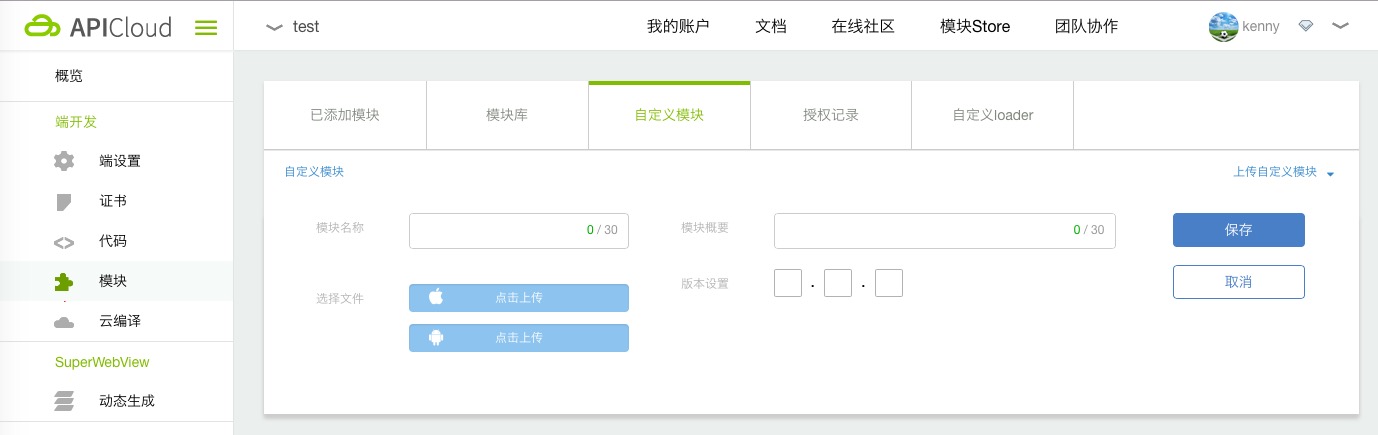 APICloud
test
我的账户
文档
在线社区
模块Store
团队协作
kenny
概览
端开发
端设置
证书
代码
模块
云编译
SuperWebView
动态生成
已添加模块
模块库
自定义模块
授权记录
自定义loader
自定义模块
上传自定义模块
模块名称
0 / 30
模块概要
0 / 30
保存
选择文件
点击上传
点击上传
版本设置
. .
取消